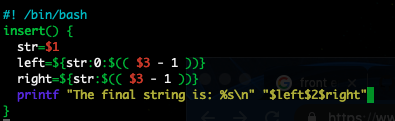 #! /bin/bash
insert() {
  str=$1
  left=${str:0:$(( $3 - 1 ))}
  right=${str:$(( $3 - 1 ))}
  printf "The final string is: %s\n" "$left$2$right"
}
front